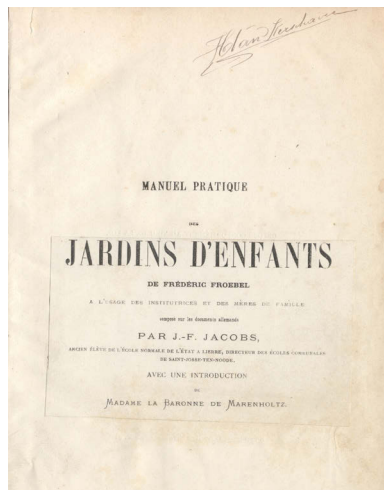 MANUEL PRATIQUE
DES
JARDINS D'ENFANTS
DE FRÉDÉRIC FROEBEL
A L'USAGE DES INSTITUTRICES ET DES MÈRES DE FAMILLE
composé sur les documents allemands
PAR J.-F. JACOBS,
ANCIEN ÉLÈVE DE L'ÉCOLE NORMALE DE L'ÉTAT A LIERRE, DIRECTEUR DES ÉCOLES COMMUNALES
DE SAINT-JOSSE-TEN-NOODE.
AVEC UNE INTRODUCTION
DE
MADAME LA BARONNE DE MARENHOLTZ.